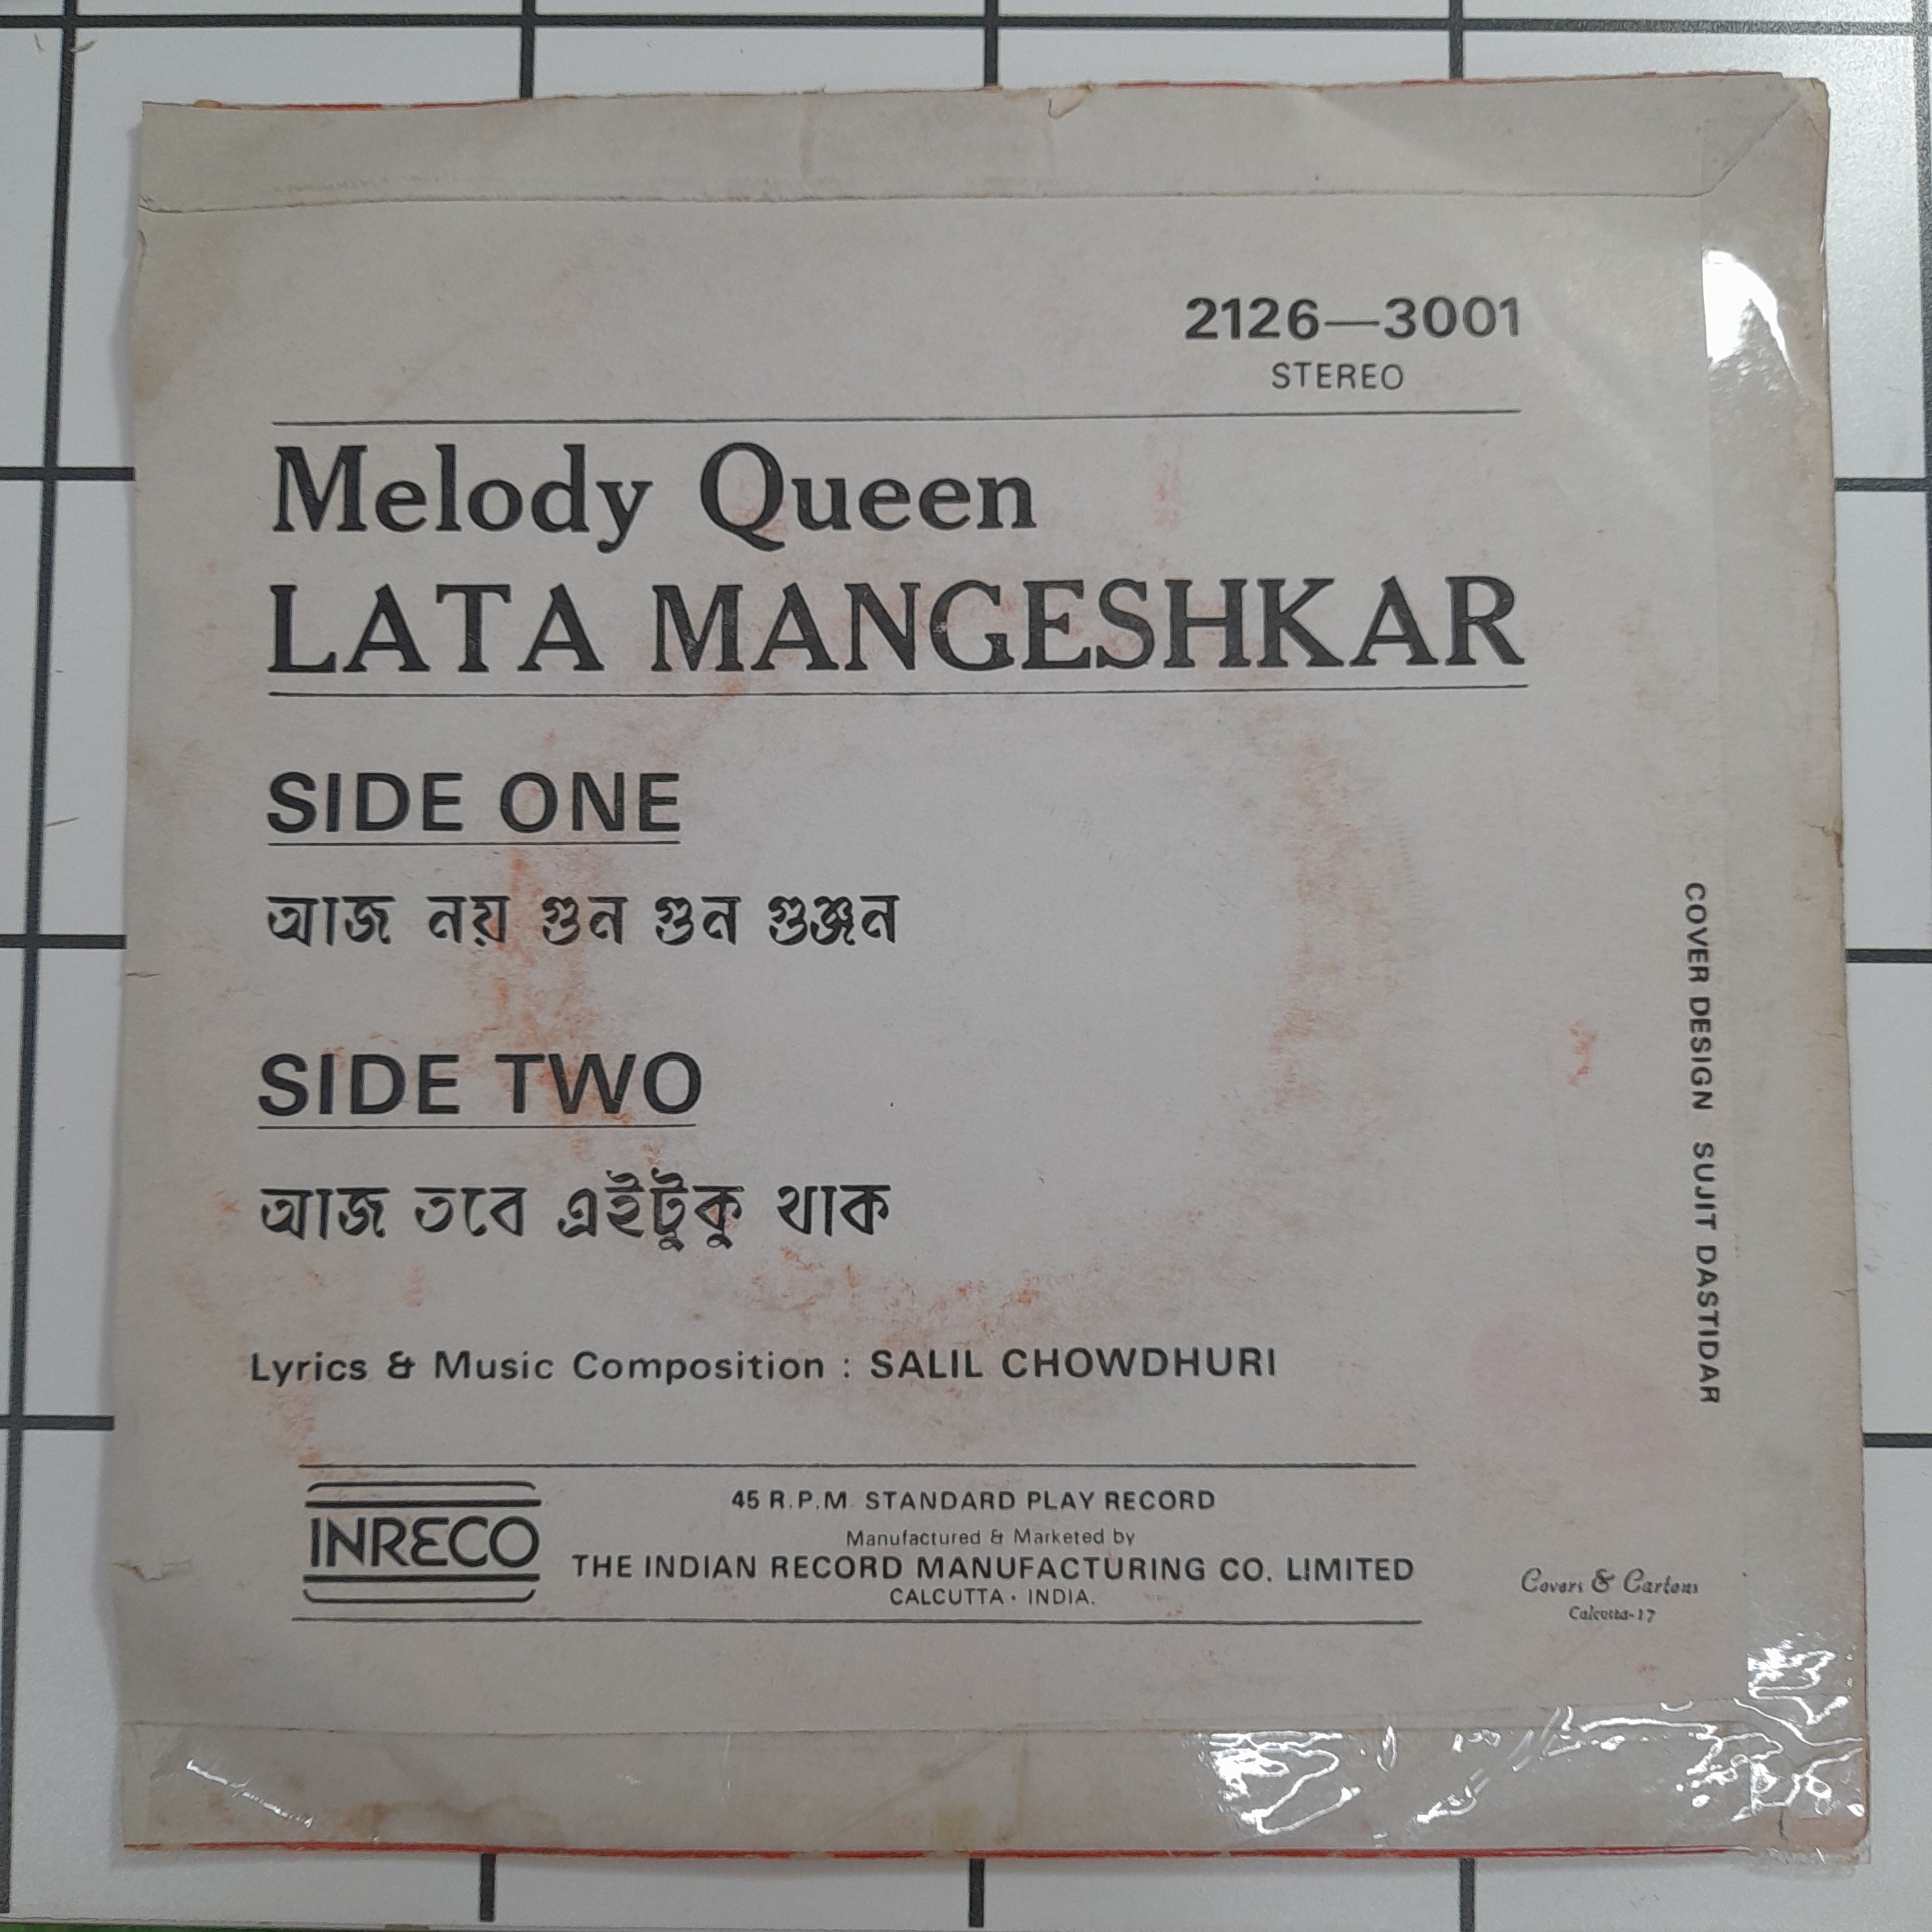 2126—3001
STEREO
Melody Queen
LATA MANGESHKAR
SIDE ONE
আজ নয় গুন গুন গুঞ্জন
SIDE TWO
আজ তবে এইটুকু থাক
Lyrics & Music Composition : SALIL CHOWDHURI
INRECO
45 R.P.M. STANDARD PLAY RECORD
Manufactured & Marketed by
THE INDIAN RECORD MANUFACTURING CO. LIMITED
CALCUTTA · INDIA.
Covers & Cartons
Calcutta-17
COVER DESIGN SUJIT DASTIDAR